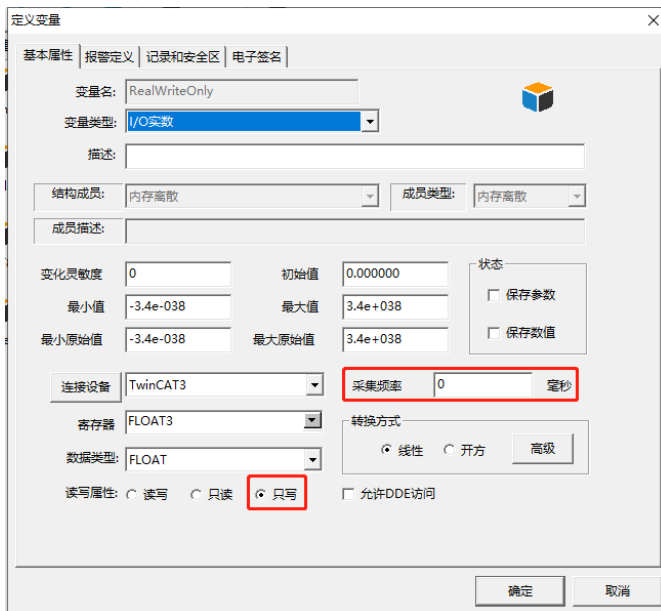 定义变量
基本属性 报警定义 记录和安全区 电子签名
变量名: RealWriteOnly
变量类型: I/O实数
描述:
结构成员: 内存离散 成员类型: 内存离散
成员描述:
变化灵敏度 0 初始值 0.000000 状态
最小值 -3.4e-038 最大值 3.4e+038 保存参数
最小原始值 -3.4e-038 最大原始值 3.4e+038 保存数值
连接设备 TwinCAT3 采集频率 0 毫秒
寄存器 FLOAT3 转换方式
数据类型: FLOAT 线性 开方 高级
读写属性: 读写 只读 只写 允许DDE访问
确定 取消